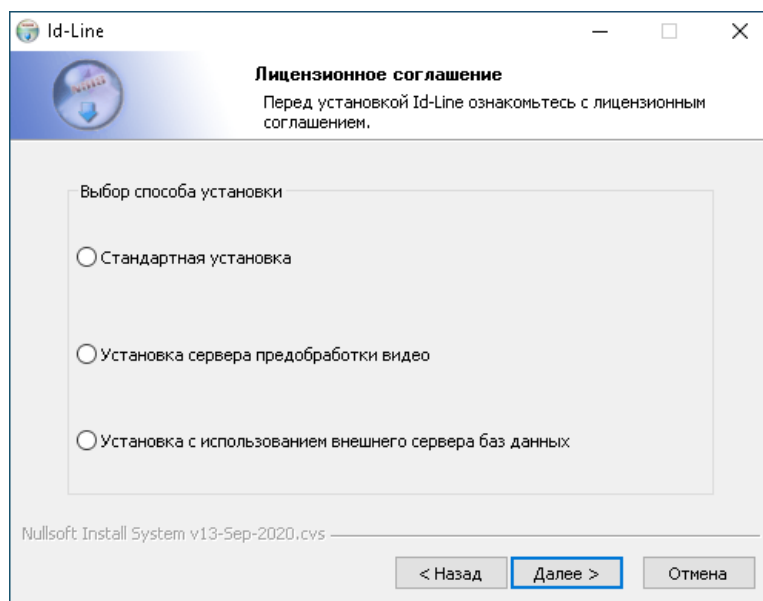 Id-Line
Лицензионное соглашение
Перед установкой Id-Line ознакомьтесь с лицензионным
соглашением.
Выбор способа установки
Стандартная установка
Установка сервера предобработки видео
Установка с использованием внешнего сервера баз данных
Nullsoft Install System v13-Sep-2020.cvs
< Назад
Далее >
Отмена